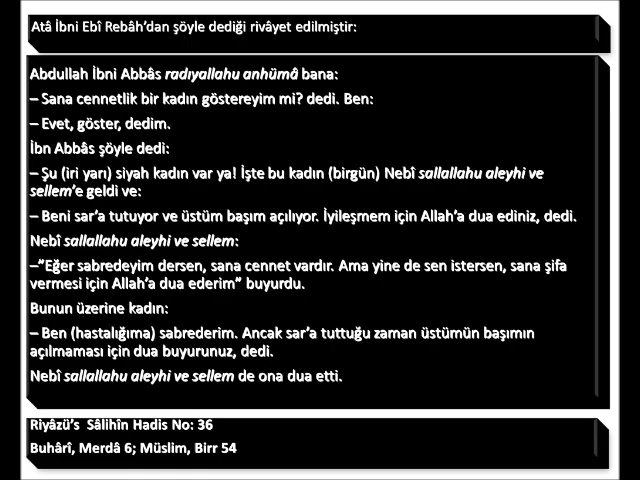 Atâ İbni Ebî Rebâh’dan şöyle dediği rivâyet edilmiştir:
Abdullah İbni Abbâs radıyallahu anhümâ bana:
– Sana cennetlik bir kadın göstereyim mi? dedi. Ben:
– Evet, göster, dedim.
İbn Abbâs şöyle dedi:
– Şu (iri yarı) siyah kadın var ya! İşte bu kadın (birgün) Nebî sallallahu aleyhi ve
sellem’e geldi ve:
– Beni sar’a tutuyor ve üstüm başım açılıyor. İyileşmem için Allah’a dua ediniz, dedi.
Nebî sallallahu aleyhi ve sellem:
–”Eğer sabredeyim dersen, sana cennet vardır. Ama yine de sen istersen, sana şifa
vermesi için Allah’a dua ederim” buyurdu.
Bunun üzerine kadın:
– Ben (hastalığıma) sabrederim. Ancak sar’a tuttuğu zaman üstümün başımın
açılmaması için dua buyurunuz, dedi.
Nebî sallallahu aleyhi ve sellem de ona dua etti.
Riyâzü’s Sâlihîn Hadis No: 36
Buhârî, Merdâ 6; Müslim, Birr 54